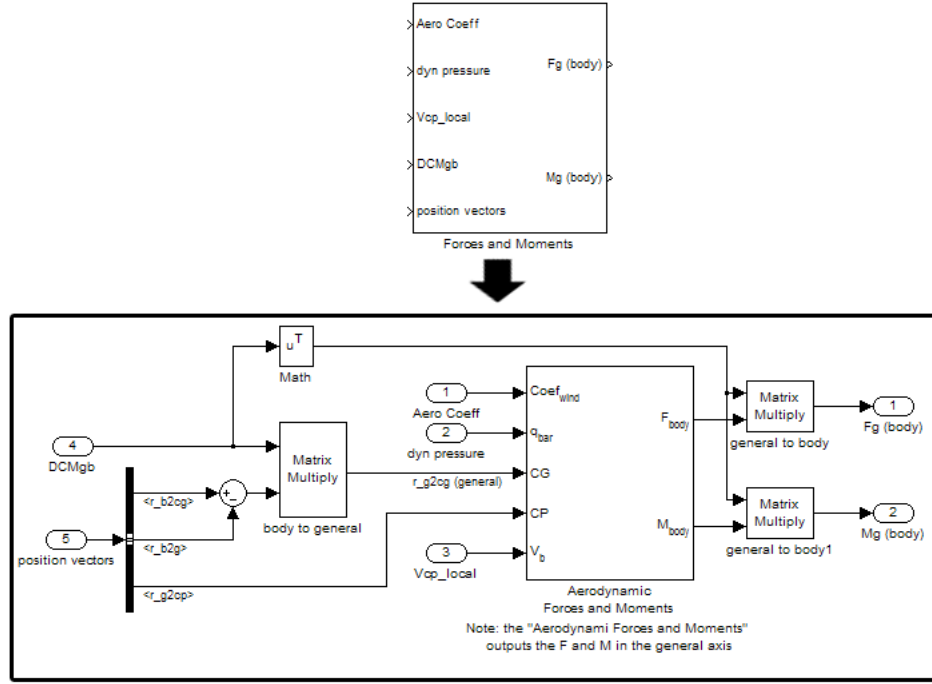 Aero Coeff
dyn pressure
Vcp_local
DCMgb
position vectors
Fg (body)
Mg (body)
Forces and Moments
u^T
Math
4
DCMgb
5
position vectors
<r_b2cg>
<r_b2g>
<r_g2cp>
+
-
Matrix
Multiply
body to general
r_g2cg (general)
1
Aero Coeff
2
dyn pressure
3
Vcp_local
Coef_wind
q_bar
CG
CP
V_b
F_body
M_body
Aerodynamic
Forces and Moments
Note: the "Aerodynami Forces and Moments"
outputs the F and M in the general axis
Matrix
Multiply
general to body
Matrix
Multiply
general to body1
1
Fg (body)
2
Mg (body)